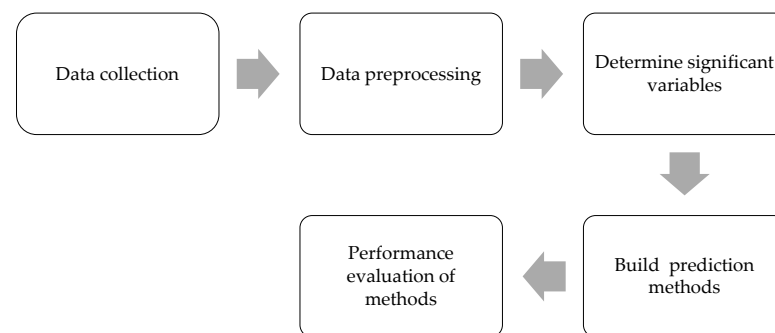 Data collection
Data preprocessing
Determine significant
variables
Build prediction
methods
Performance
evaluation of
methods